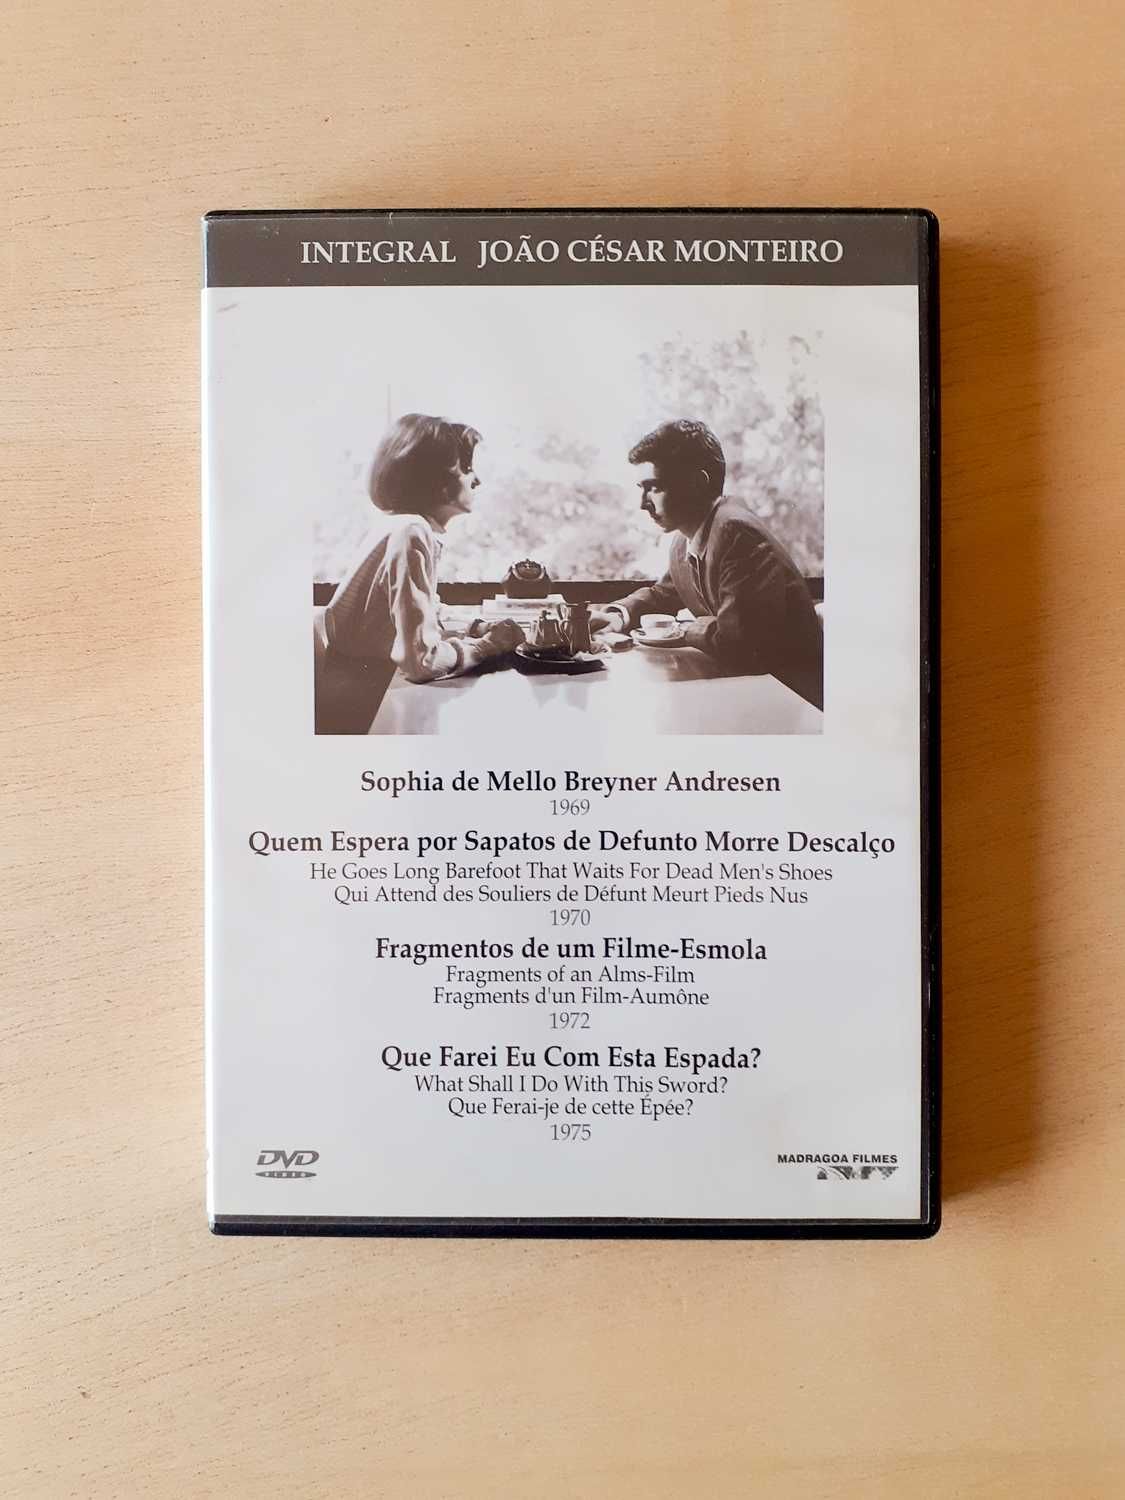 INTEGRAL JOÃO CÉSAR MONTEIRO
Sophia de Mello Breyner Andresen
1969
Quem Espera por Sapatos de Defunto Morre Descalço
He Goes Long Barefoot That Waits For Dead Men's Shoes
Qui Attend des Souliers de Défunt Meurt Pieds Nus
1970
Fragmentos de um Filme-Esmola
Fragments of an Alms-Film
Fragments d'un Film-Aumône
1972
Que Farei Eu Com Esta Espada?
What Shall I Do With This Sword?
Que Ferai-je de cette Épée?
1975
DVD
VIDEO
MADRAGOA FILMES